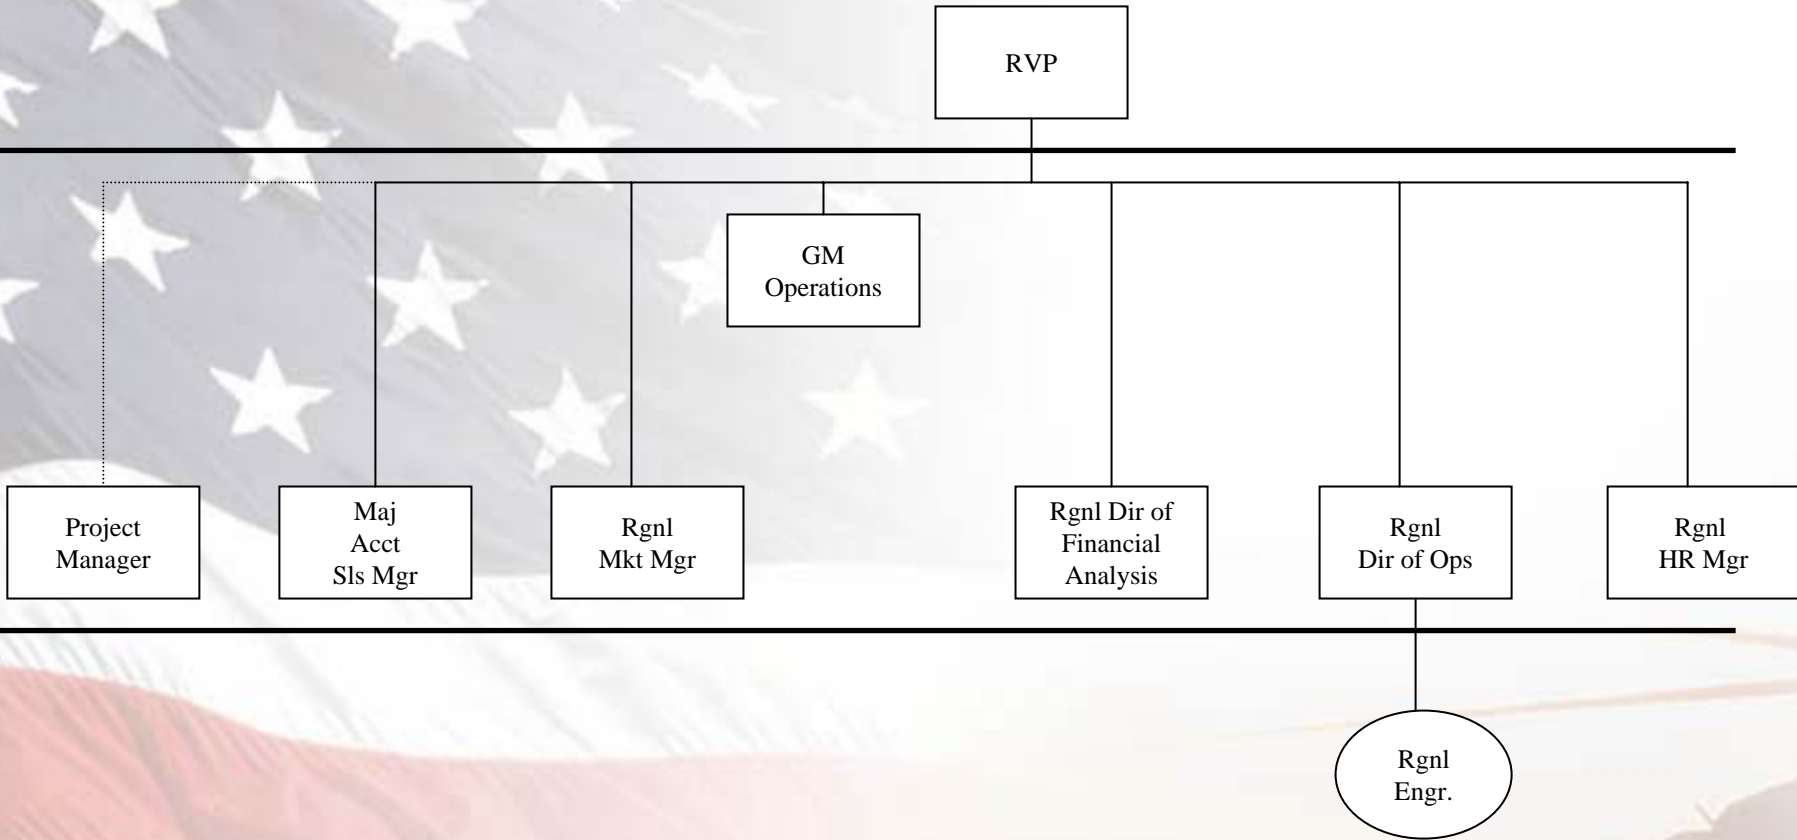 RVP
GM
Operations
Project
Manager
Maj
Acct
Sls Mgr
Rgnl
Mkt Mgr
Rgnl Dir of
Financial
Analysis
Rgnl
Dir of Ops
Rgnl
HR Mgr
Rgnl
Engr.